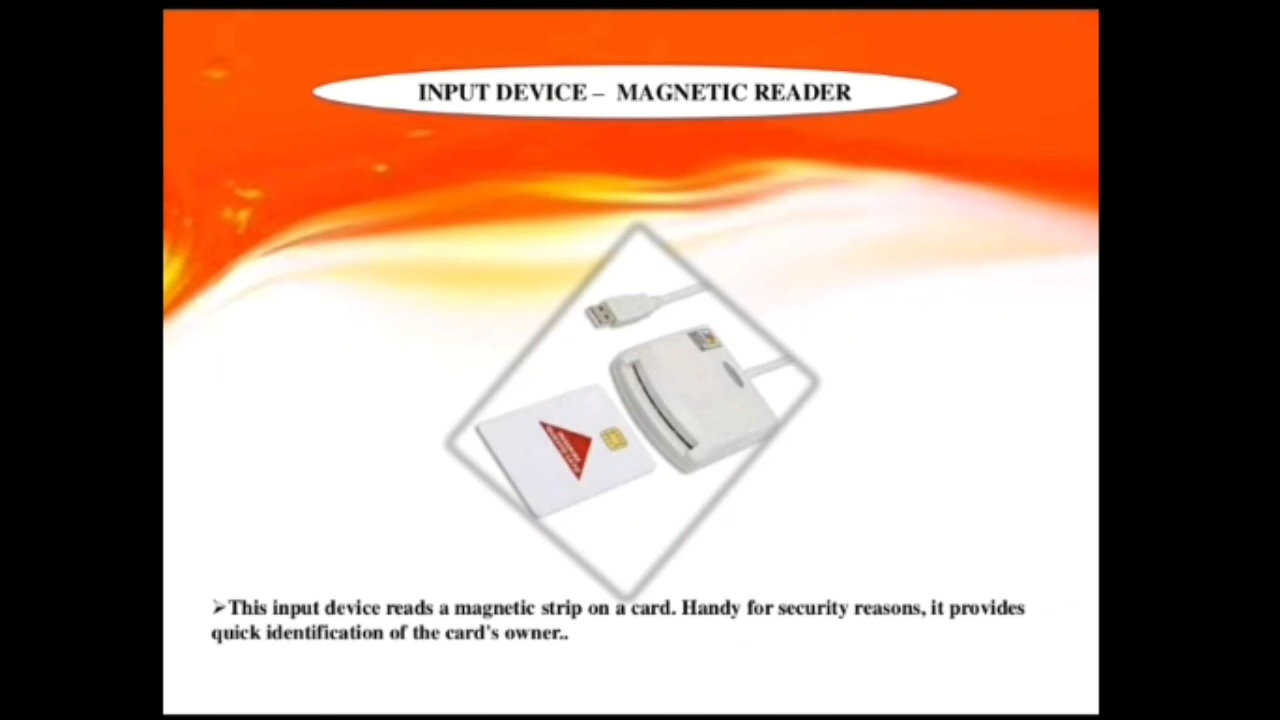 INPUT DEVICE – MAGNETIC READER
➢This input device reads a magnetic strip on a card. Handy for security reasons, it provides
quick identification of the card's owner..